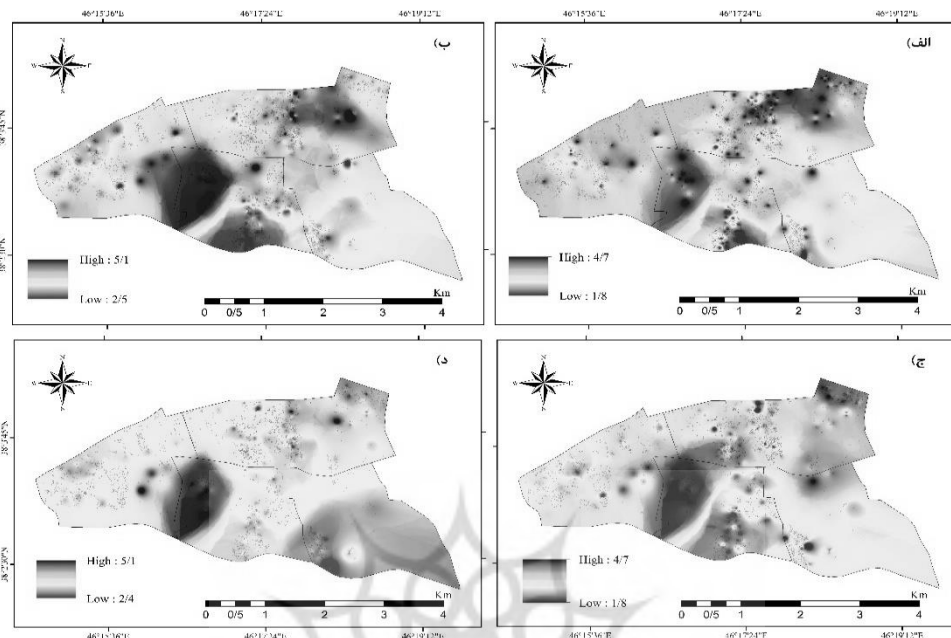 46°15'36"E 46°17'24"E 46°19'12"E
46°15'36"E 46°17'24"E 46°19'12"E
الف)
N
W E
S
High : 4/7
Low : 1/8
Km
0 0/5 1 2 3 4
ب)
N
W E
S
High : 5/1
Low : 2/5
Km
0 0/5 1 2 3 4
ج)
N
W E
S
High : 4/7
Low : 1/8
Km
0 0/5 1 2 3 4
46°15'36"E 46°17'24"E 46°19'12"E
د)
N
W E
S
High : 5/1
Low : 2/4
Km
0 0/5 1 2 3 4
46°15'36"E 46°17'24"E 46°19'12"E